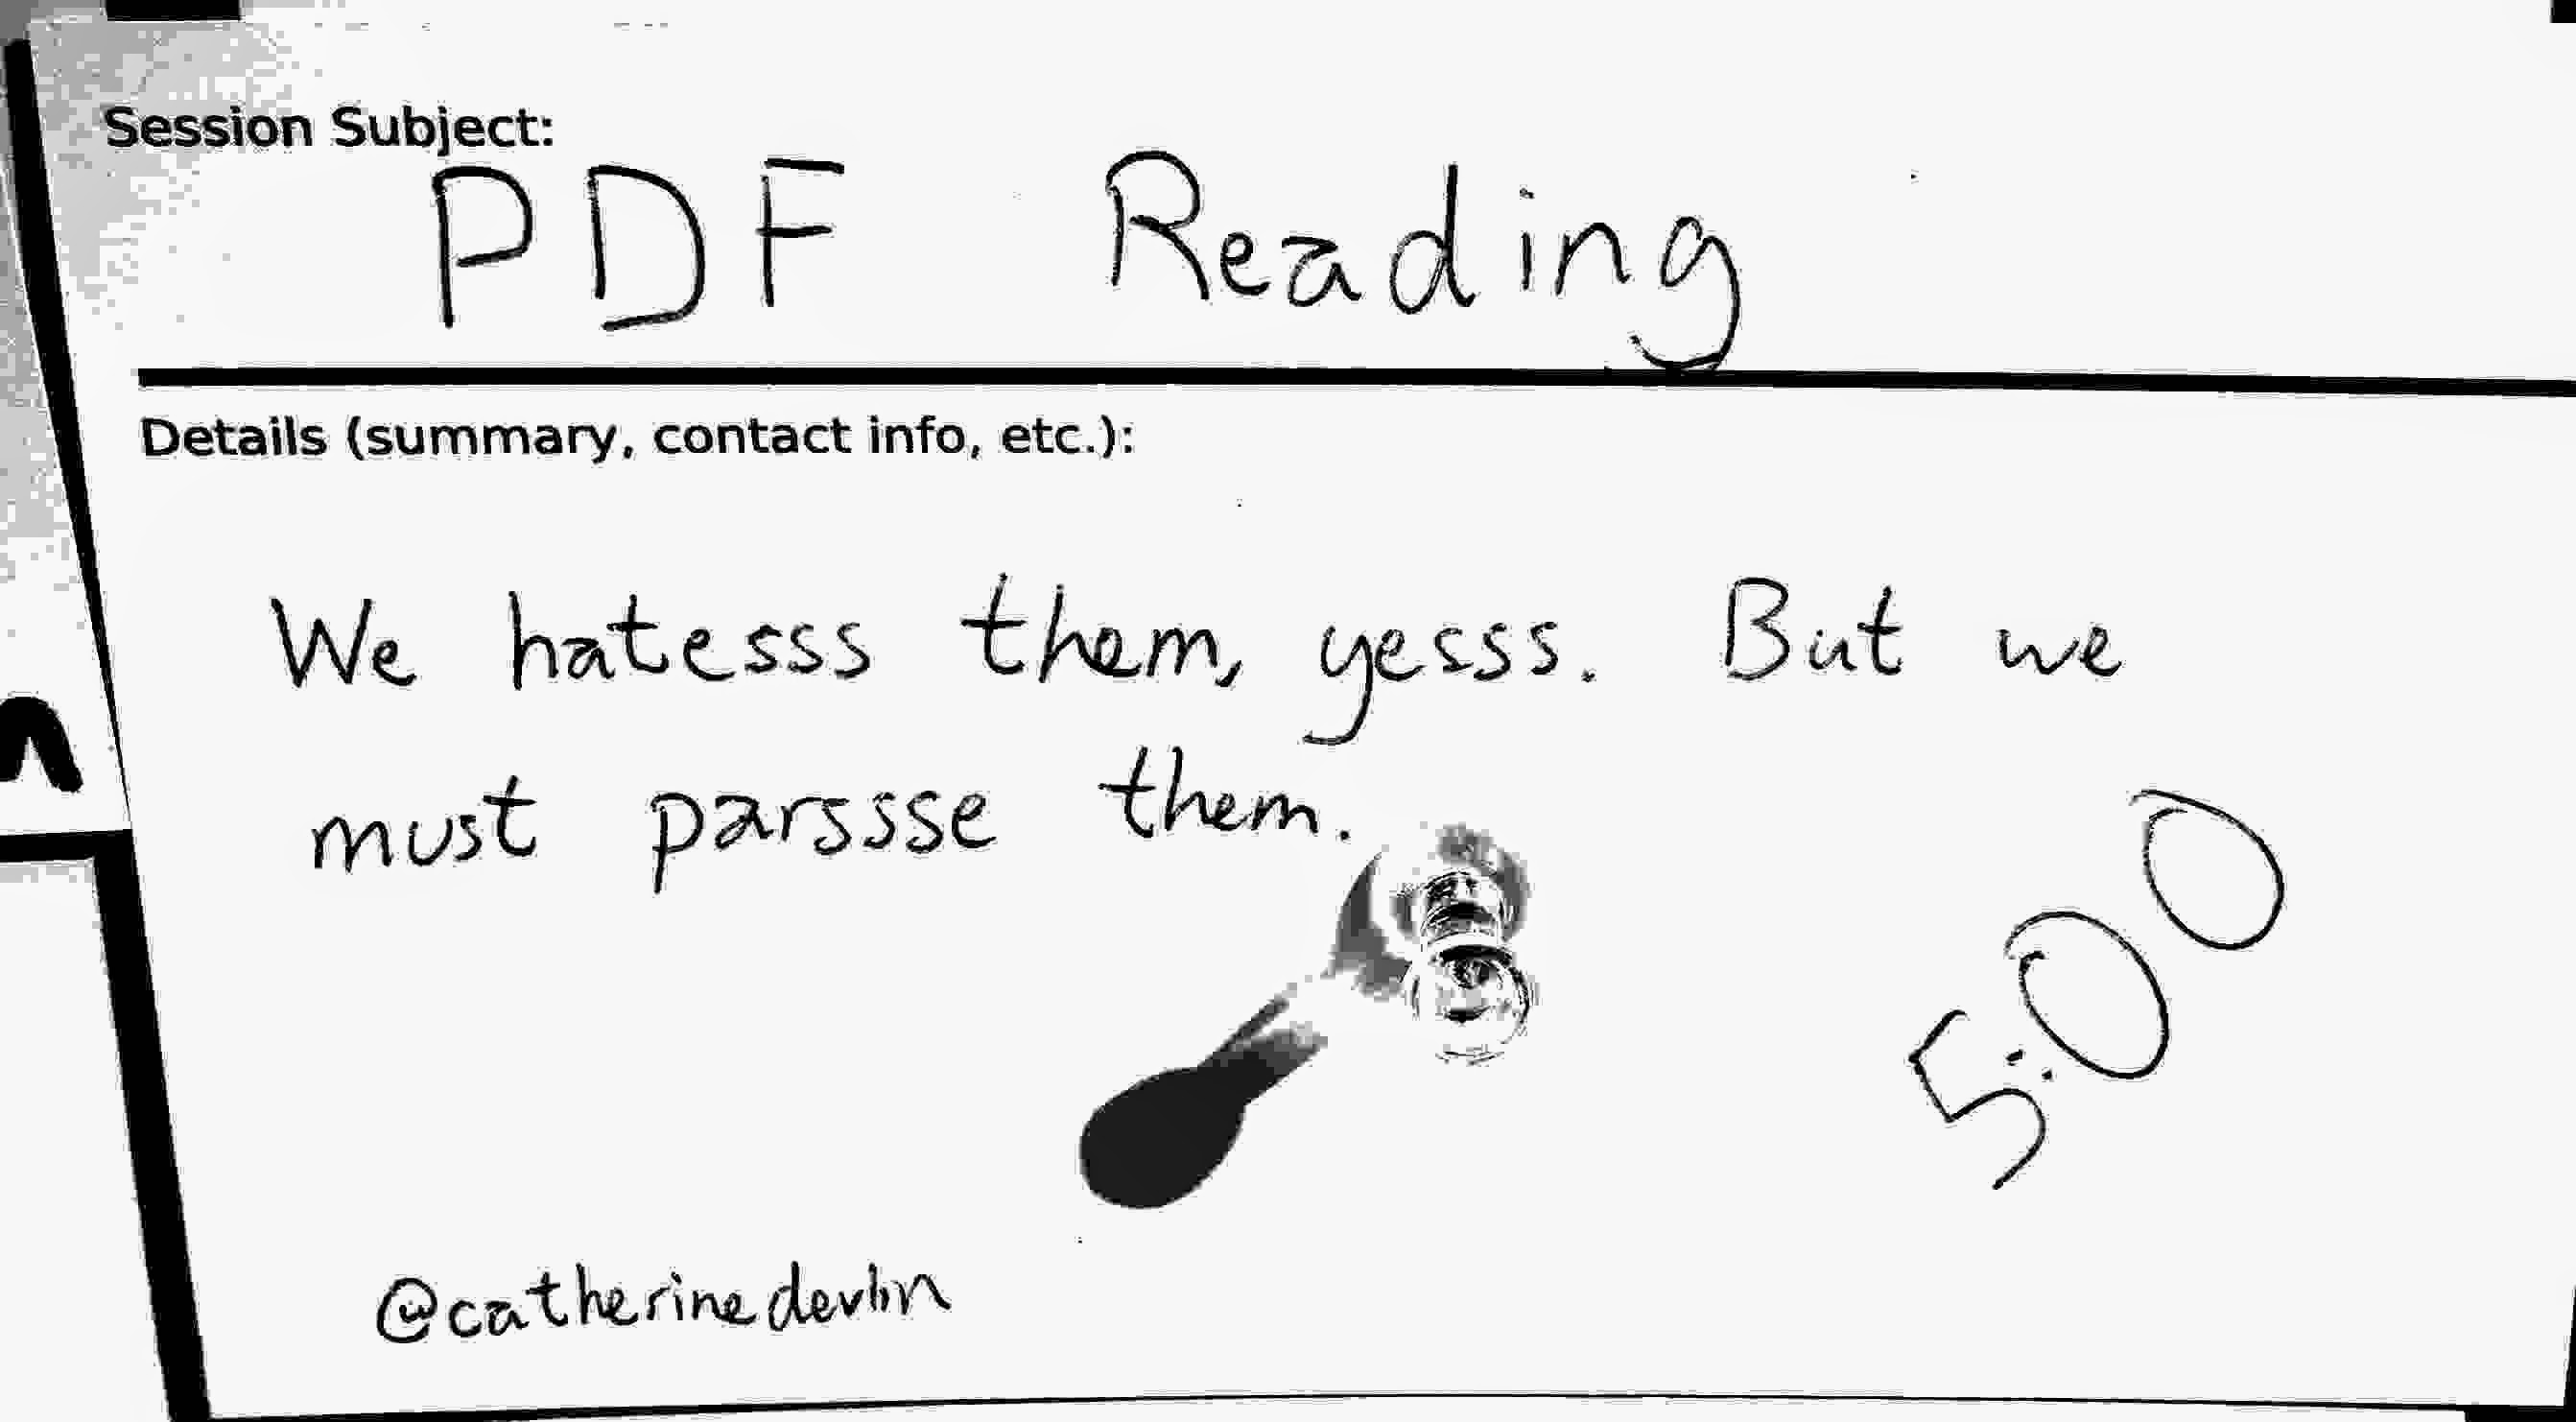 Session Subject:
PDF Reading
Details (summary, contact info, etc.):
We hatesss them, yesss. But we
must parssse them.
5:00
@catherinedevlin